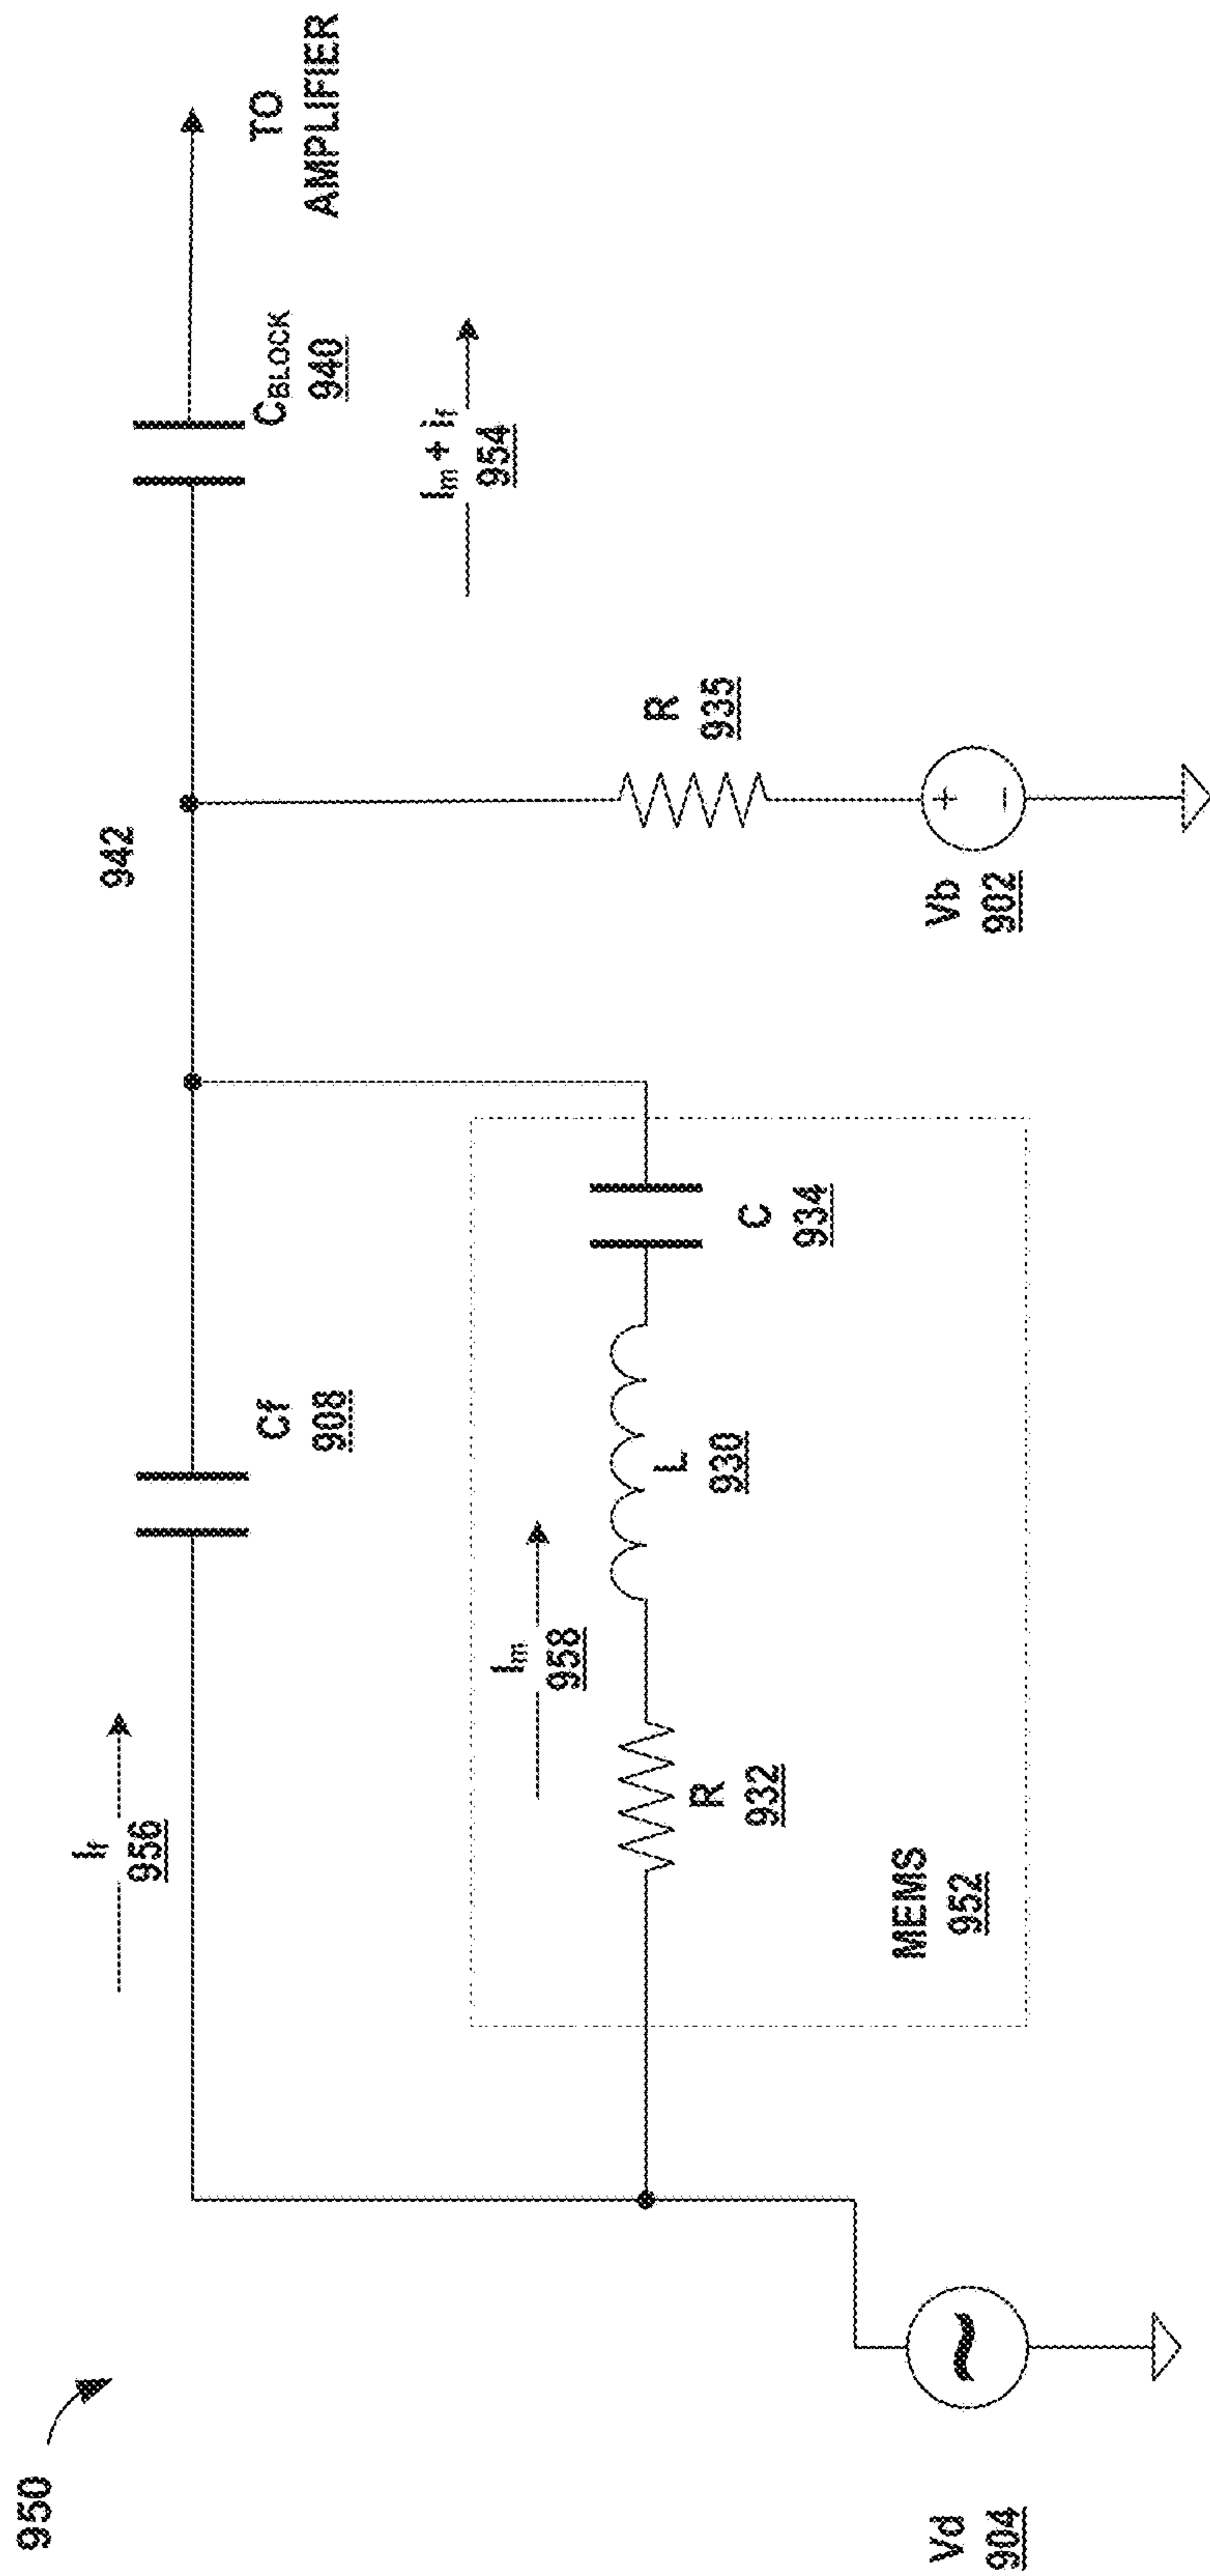 950
If
956
Cf
908
942
CBLOCK
940
TO
AMPLIFIER
Im + If
954
Im
958
R
932
L
930
C
934
MEMS
952
R
935
Vb
902
+
−
Vd
904
~